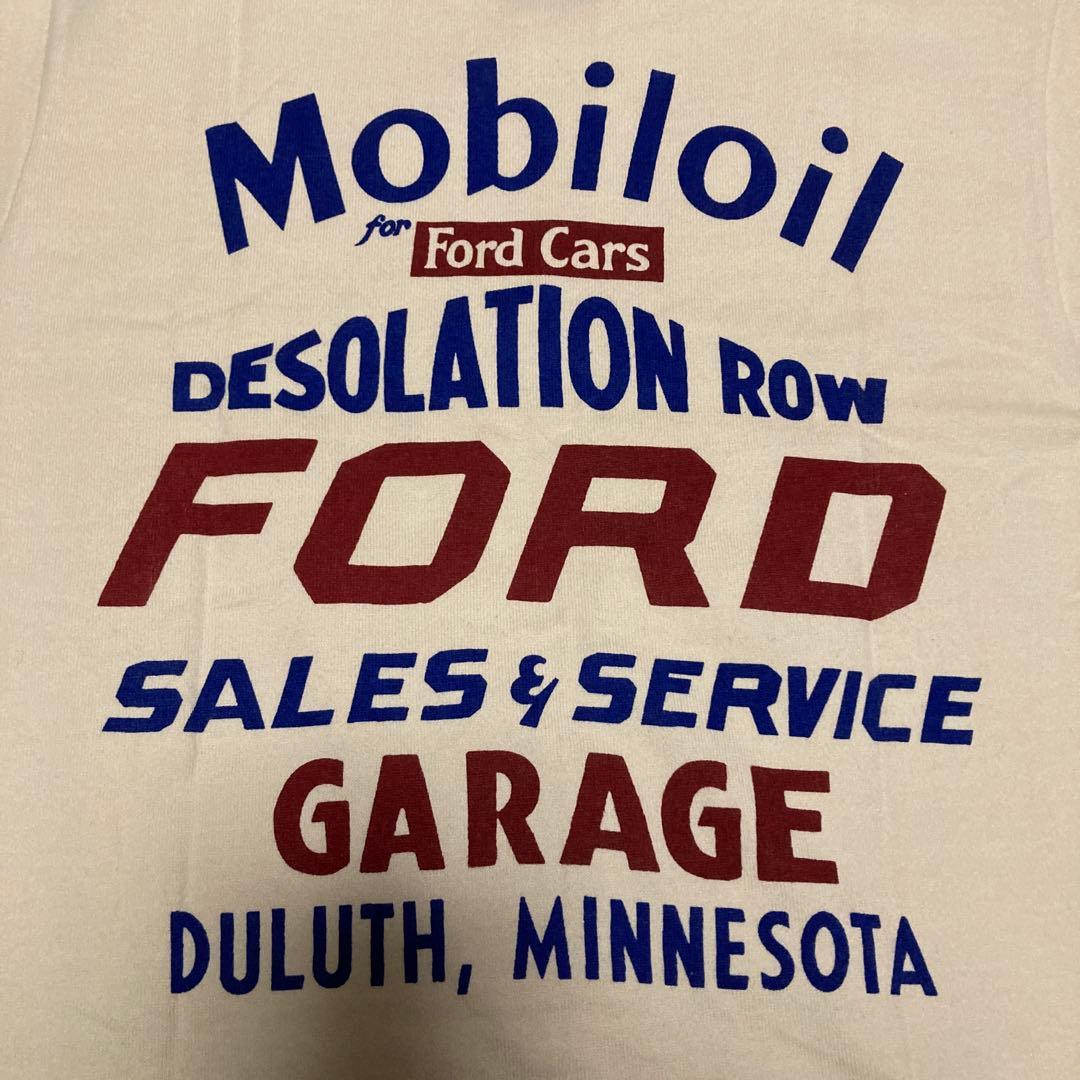 Mobiloil
for Ford Cars
DESOLATION ROW
FORD
SALES & SERVICE
GARAGE
DULUTH, MINNESOTA